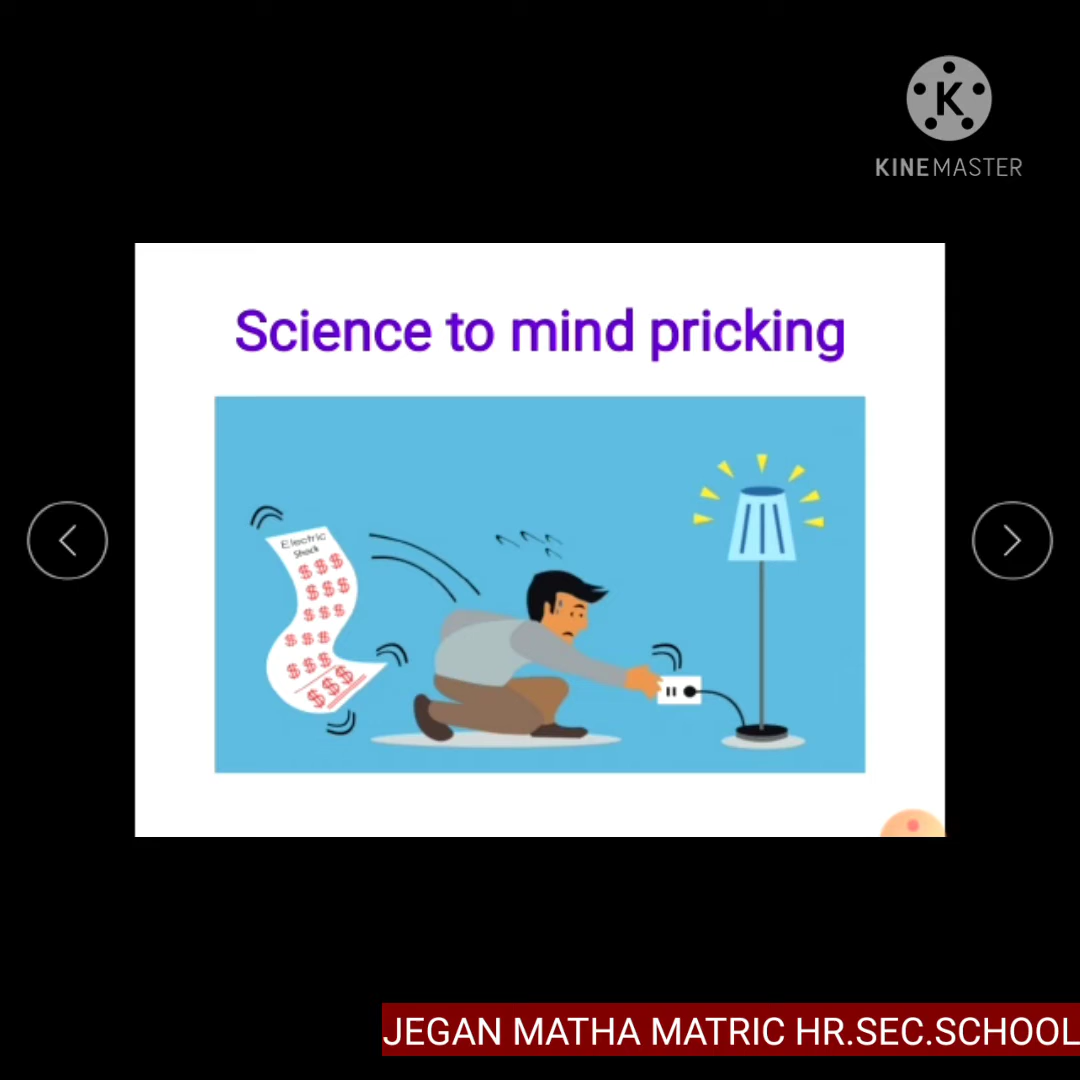 KINEMASTER
Science to mind pricking
Electric
Shock
$$$
$$$
$$$
$$$
$$$
$$$
JEGAN MATHA MATRIC HR.SEC.SCHOOL